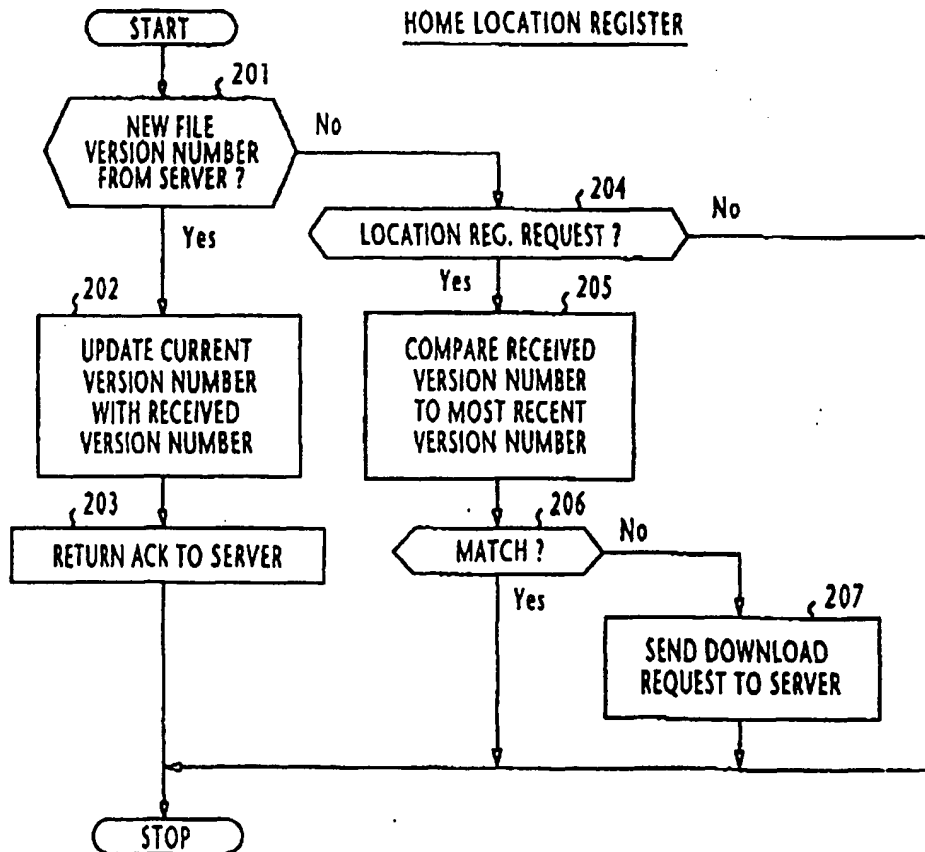 START
HOME LOCATION REGISTER
201
NEW FILE
VERSION NUMBER
FROM SERVER ?
No
Yes
204
LOCATION REG. REQUEST ?
No
Yes
202
UPDATE CURRENT
VERSION NUMBER
WITH RECEIVED
VERSION NUMBER
205
COMPARE RECEIVED
VERSION NUMBER
TO MOST RECENT
VERSION NUMBER
203
RETURN ACK TO SERVER
206
MATCH ?
No
Yes
207
SEND DOWNLOAD
REQUEST TO SERVER
STOP